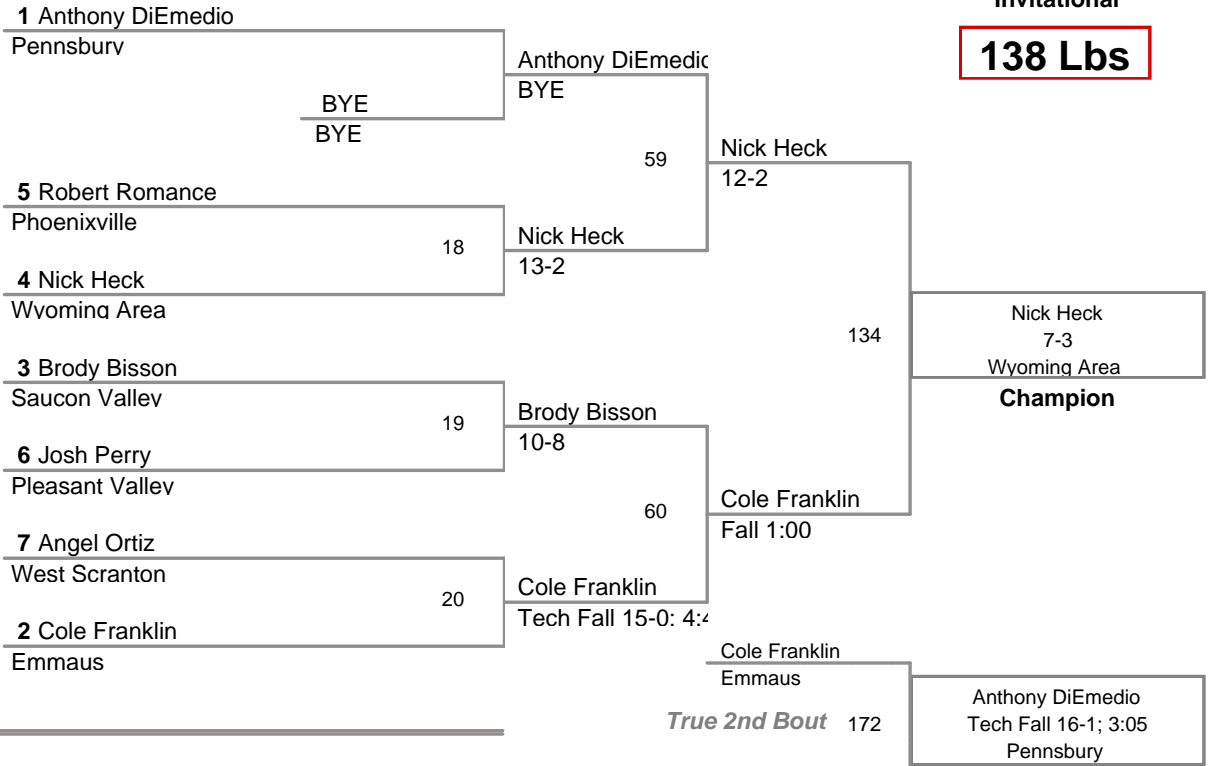 Invitational
138 Lbs
1 Anthony DiEmedio
Pennsbury
BYE
BYE
5 Robert Romance
Phoenixville
18
4 Nick Heck
Wyoming Area
3 Brody Bisson
Saucon Valley
19
6 Josh Perry
Pleasant Valley
7 Angel Ortiz
West Scranton
20
2 Cole Franklin
Emmaus
Anthony DiEmedio
BYE
59
Nick Heck
13-2
Brody Bisson
10-8
60
Cole Franklin
Tech Fall 15-0: 4:4
Nick Heck
12-2
134
Cole Franklin
Fall 1:00
Nick Heck
7-3
Wyoming Area
Champion
Cole Franklin
Emmaus
True 2nd Bout 172
Anthony DiEmedio
Tech Fall 16-1; 3:05
Pennsbury